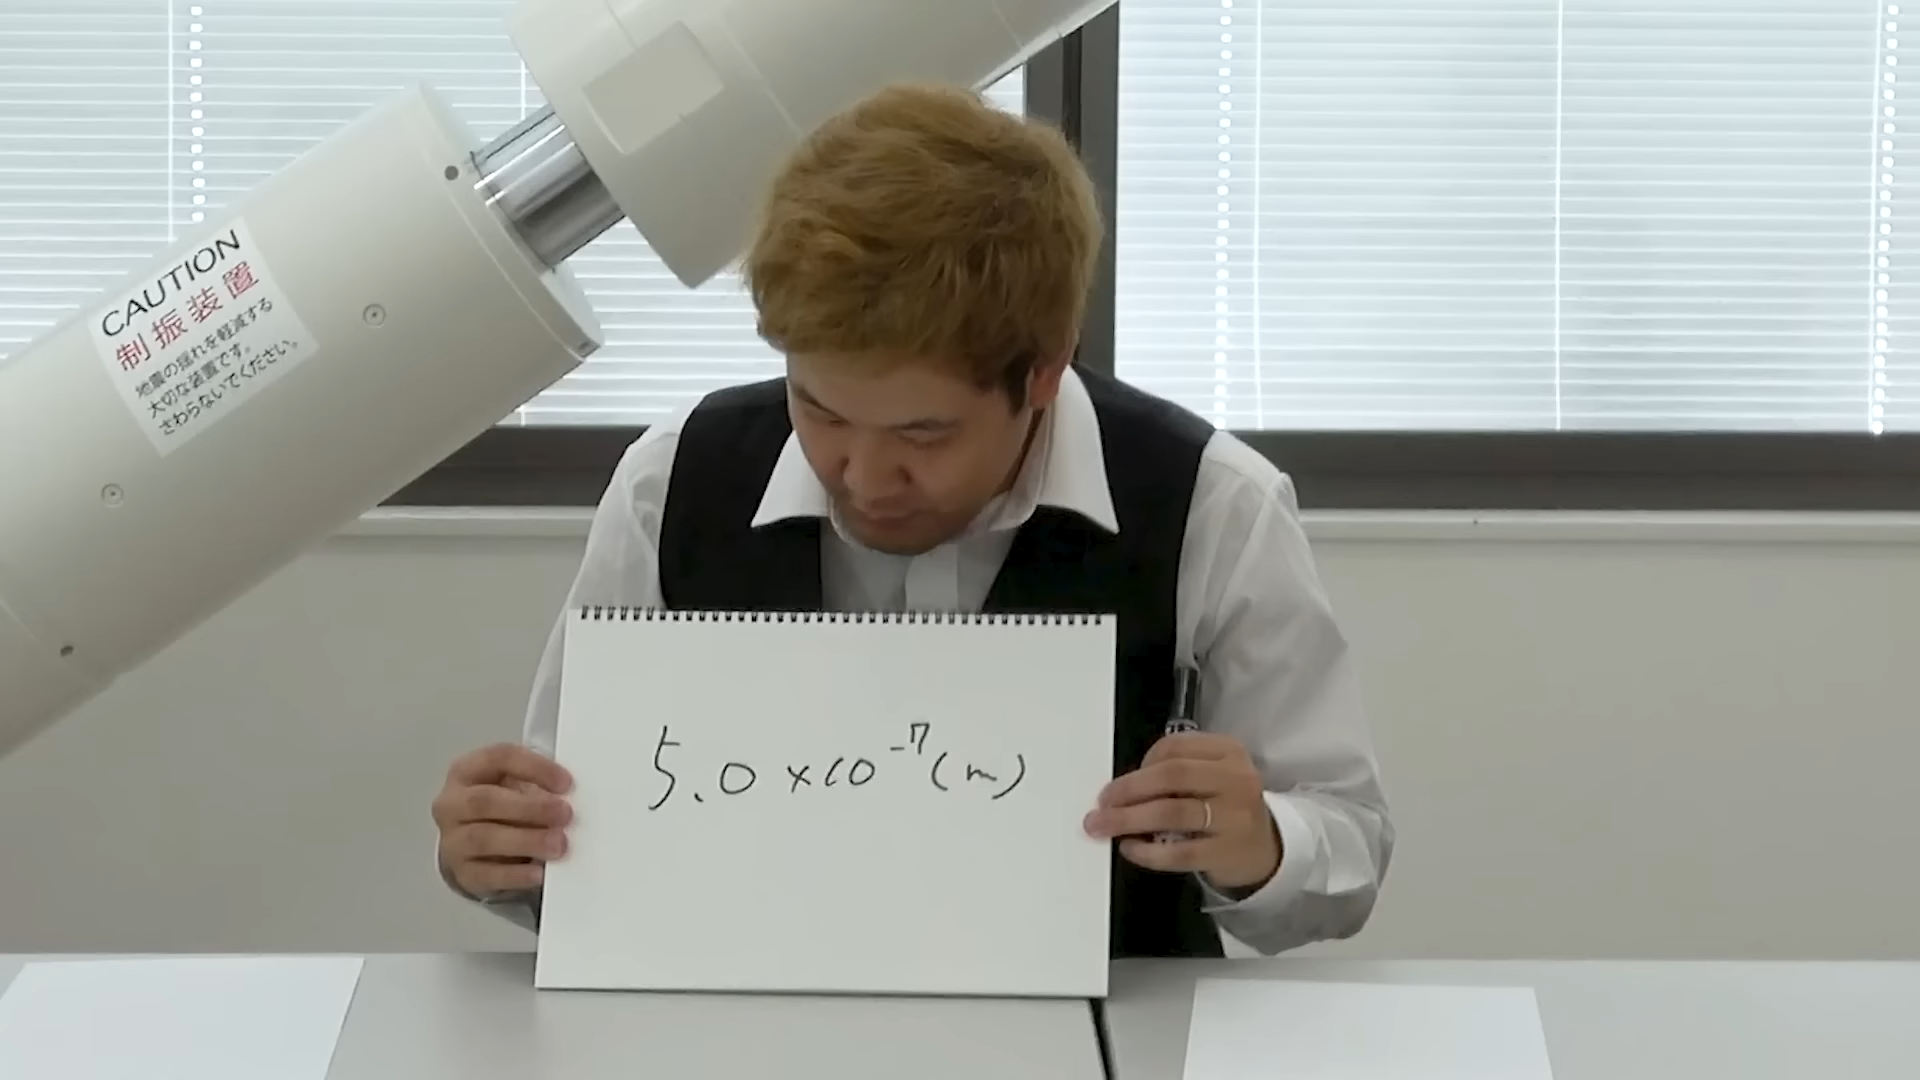 CAUTION
制振装置
地震の揺れを軽減する
大切な装置です。
さわらないでください。
5.0×10⁻⁷(m)